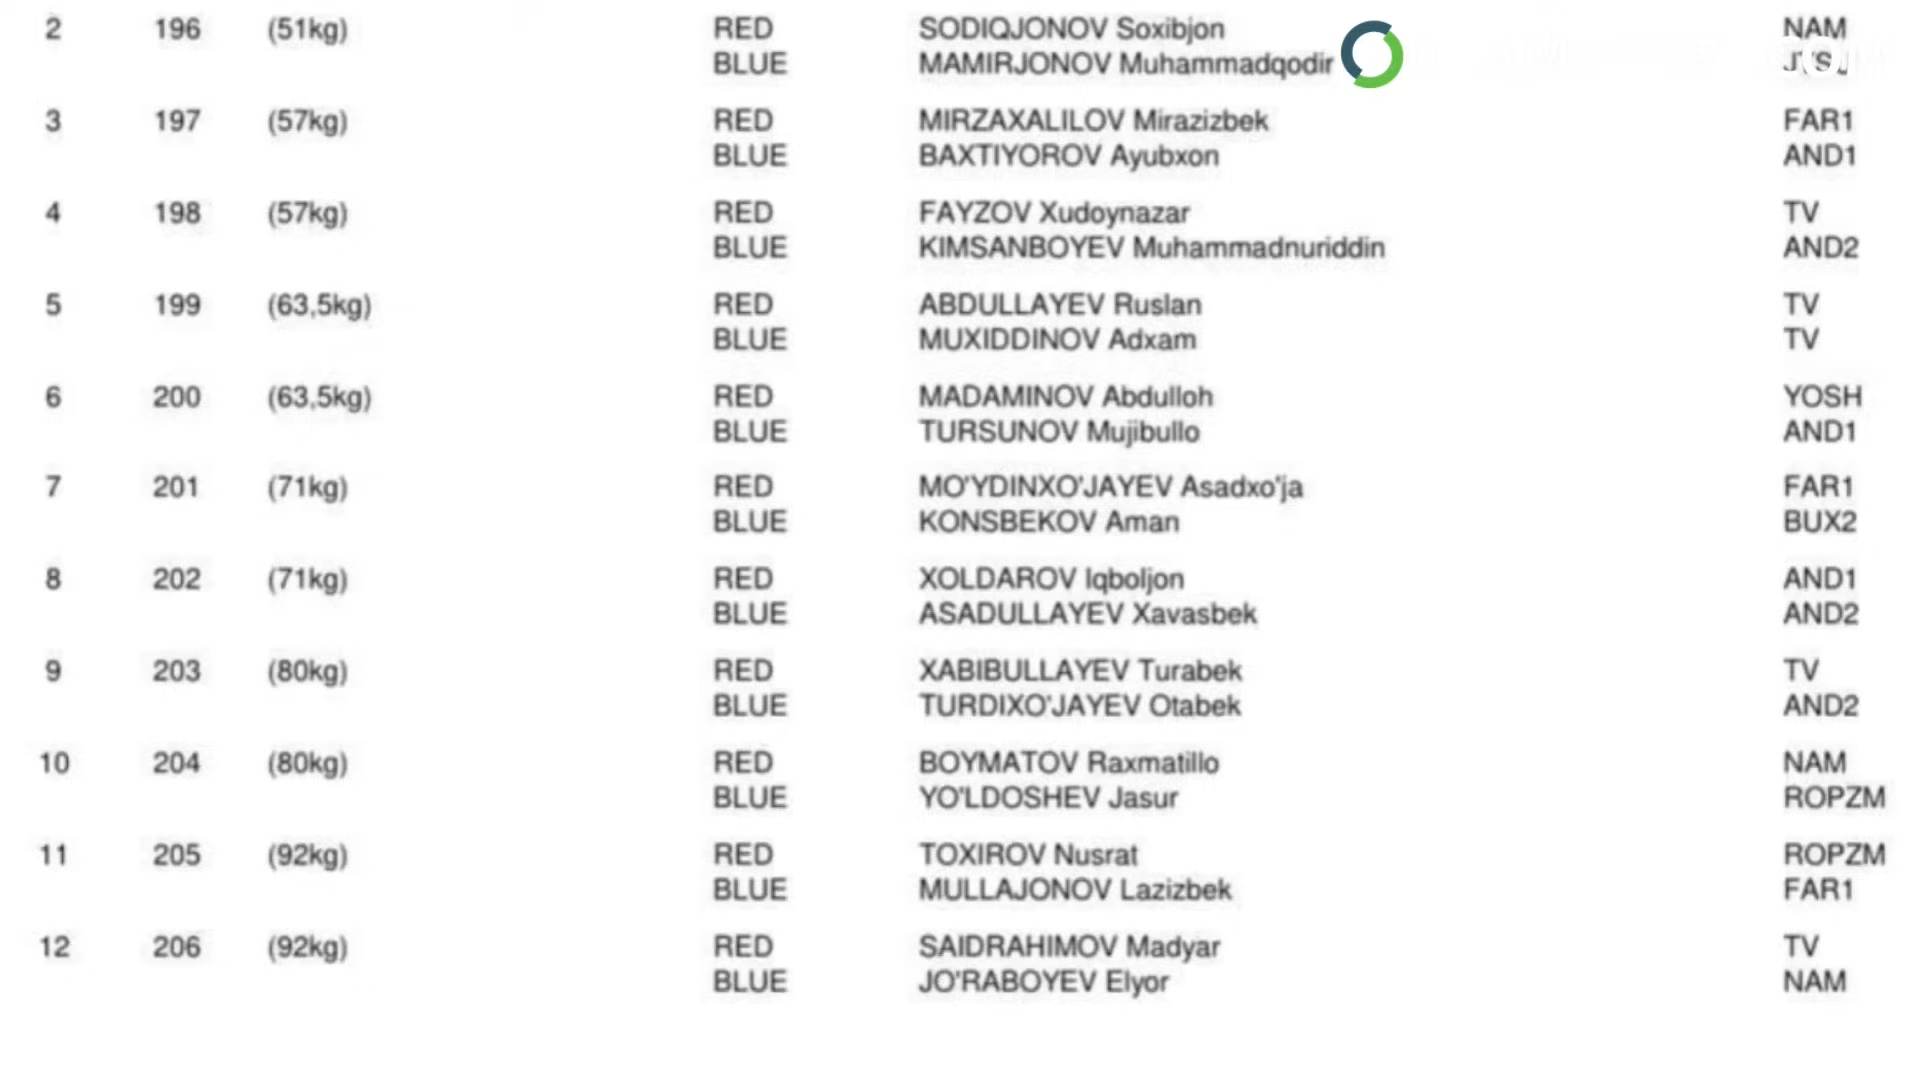 2 196 (51kg) RED SODIQJONOV Soxibjon NAM
BLUE MAMIRJONOV Muhammadqodir
3 197 (57kg) RED MIRZAXALILOV Mirazizbek FAR1
BLUE BAXTIYOROV Ayubxon AND1
4 198 (57kg) RED FAYZOV Xudoynazar TV
BLUE KIMSANBOYEV Muhammadnuriddin AND2
5 199 (63,5kg) RED ABDULLAYEV Ruslan TV
BLUE MUXIDDINOV Adxam TV
6 200 (63,5kg) RED MADAMINOV Abdulloh YOSH
BLUE TURSUNOV Mujibullo AND1
7 201 (71kg) RED MO'YDINXO'JAYEV Asadxo'ja FAR1
BLUE KONSBEKOV Aman BUX2
8 202 (71kg) RED XOLDAROV Iqboljon AND1
BLUE ASADULLAYEV Xavasbek AND2
9 203 (80kg) RED XABIBULLAYEV Turabek TV
BLUE TURDIXO'JAYEV Otabek AND2
10 204 (80kg) RED BOYMATOV Raxmatillo NAM
BLUE YO'LDOSHEV Jasur ROPZM
11 205 (92kg) RED TOXIROV Nusrat ROPZM
BLUE MULLAJONOV Lazizbek FAR1
12 206 (92kg) RED SAIDRAHIMOV Madyar TV
BLUE JO'RABOYEV Elyor NAM